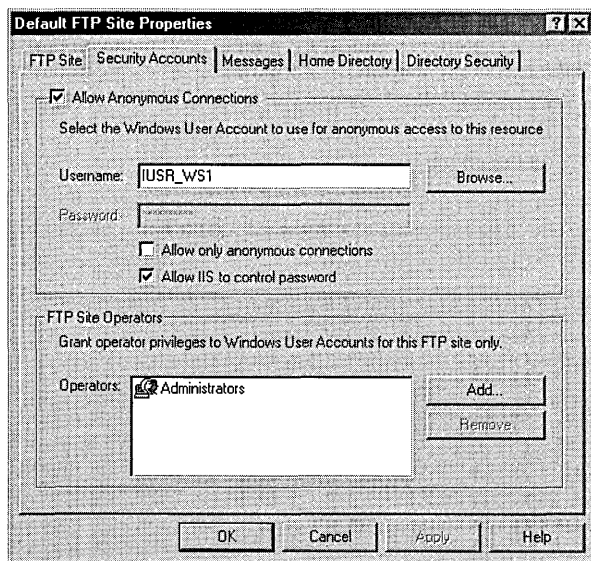 Default FTP Site Properties
FTP Site Security Accounts Messages Home Directory Directory Security
Allow Anonymous Connections
Select the Windows User Account to use for anonymous access to this resource
Username: IUSR_WS1 Browse...
Password: **********
Allow only anonymous connections
Allow IIS to control password
FTP Site Operators
Grant operator privileges to Windows User Accounts for this FTP site only.
Operators: Administrators Add...
Remove
OK Cancel Apply Help